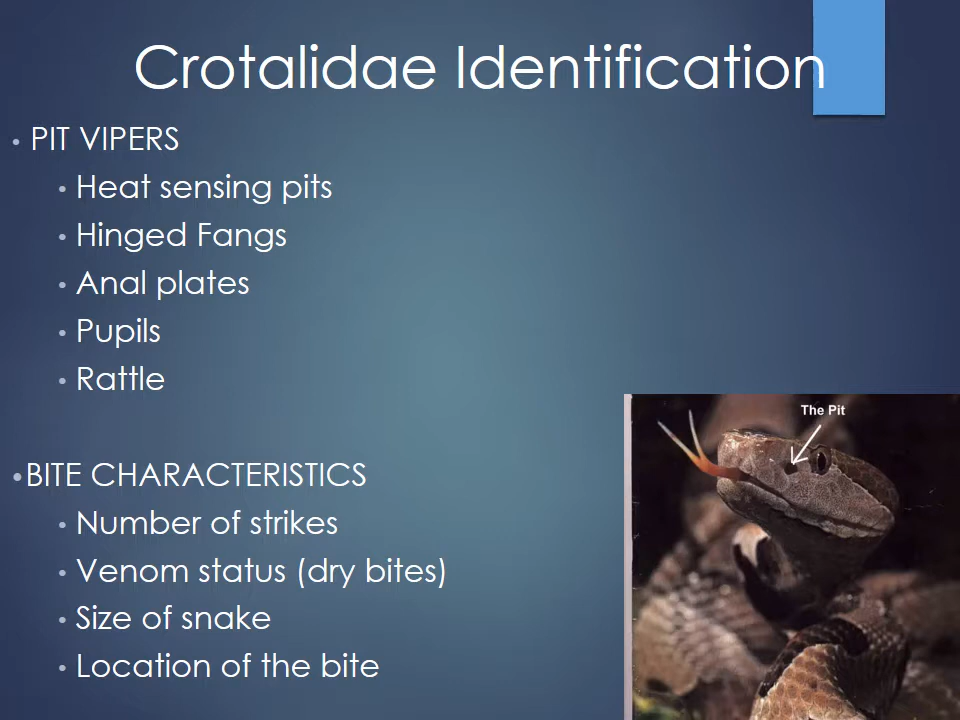 Crotalidae Identification
• PIT VIPERS
• Heat sensing pits
• Hinged Fangs
• Anal plates
• Pupils
• Rattle
• BITE CHARACTERISTICS
• Number of strikes
• Venom status (dry bites)
• Size of snake
• Location of the bite
The Pit